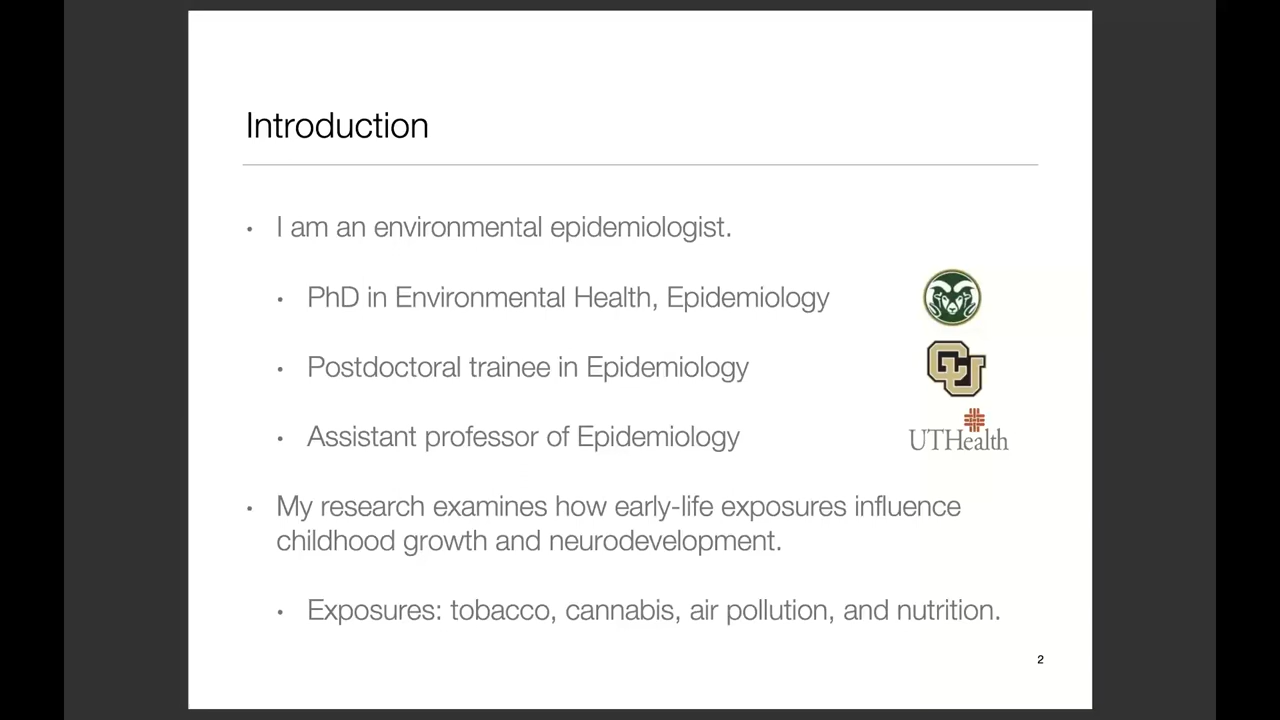 Introduction
• I am an environmental epidemiologist.
• PhD in Environmental Health, Epidemiology
• Postdoctoral trainee in Epidemiology
CU
• Assistant professor of Epidemiology
UTHealth
• My research examines how early-life exposures influence
childhood growth and neurodevelopment.
• Exposures: tobacco, cannabis, air pollution, and nutrition.
2